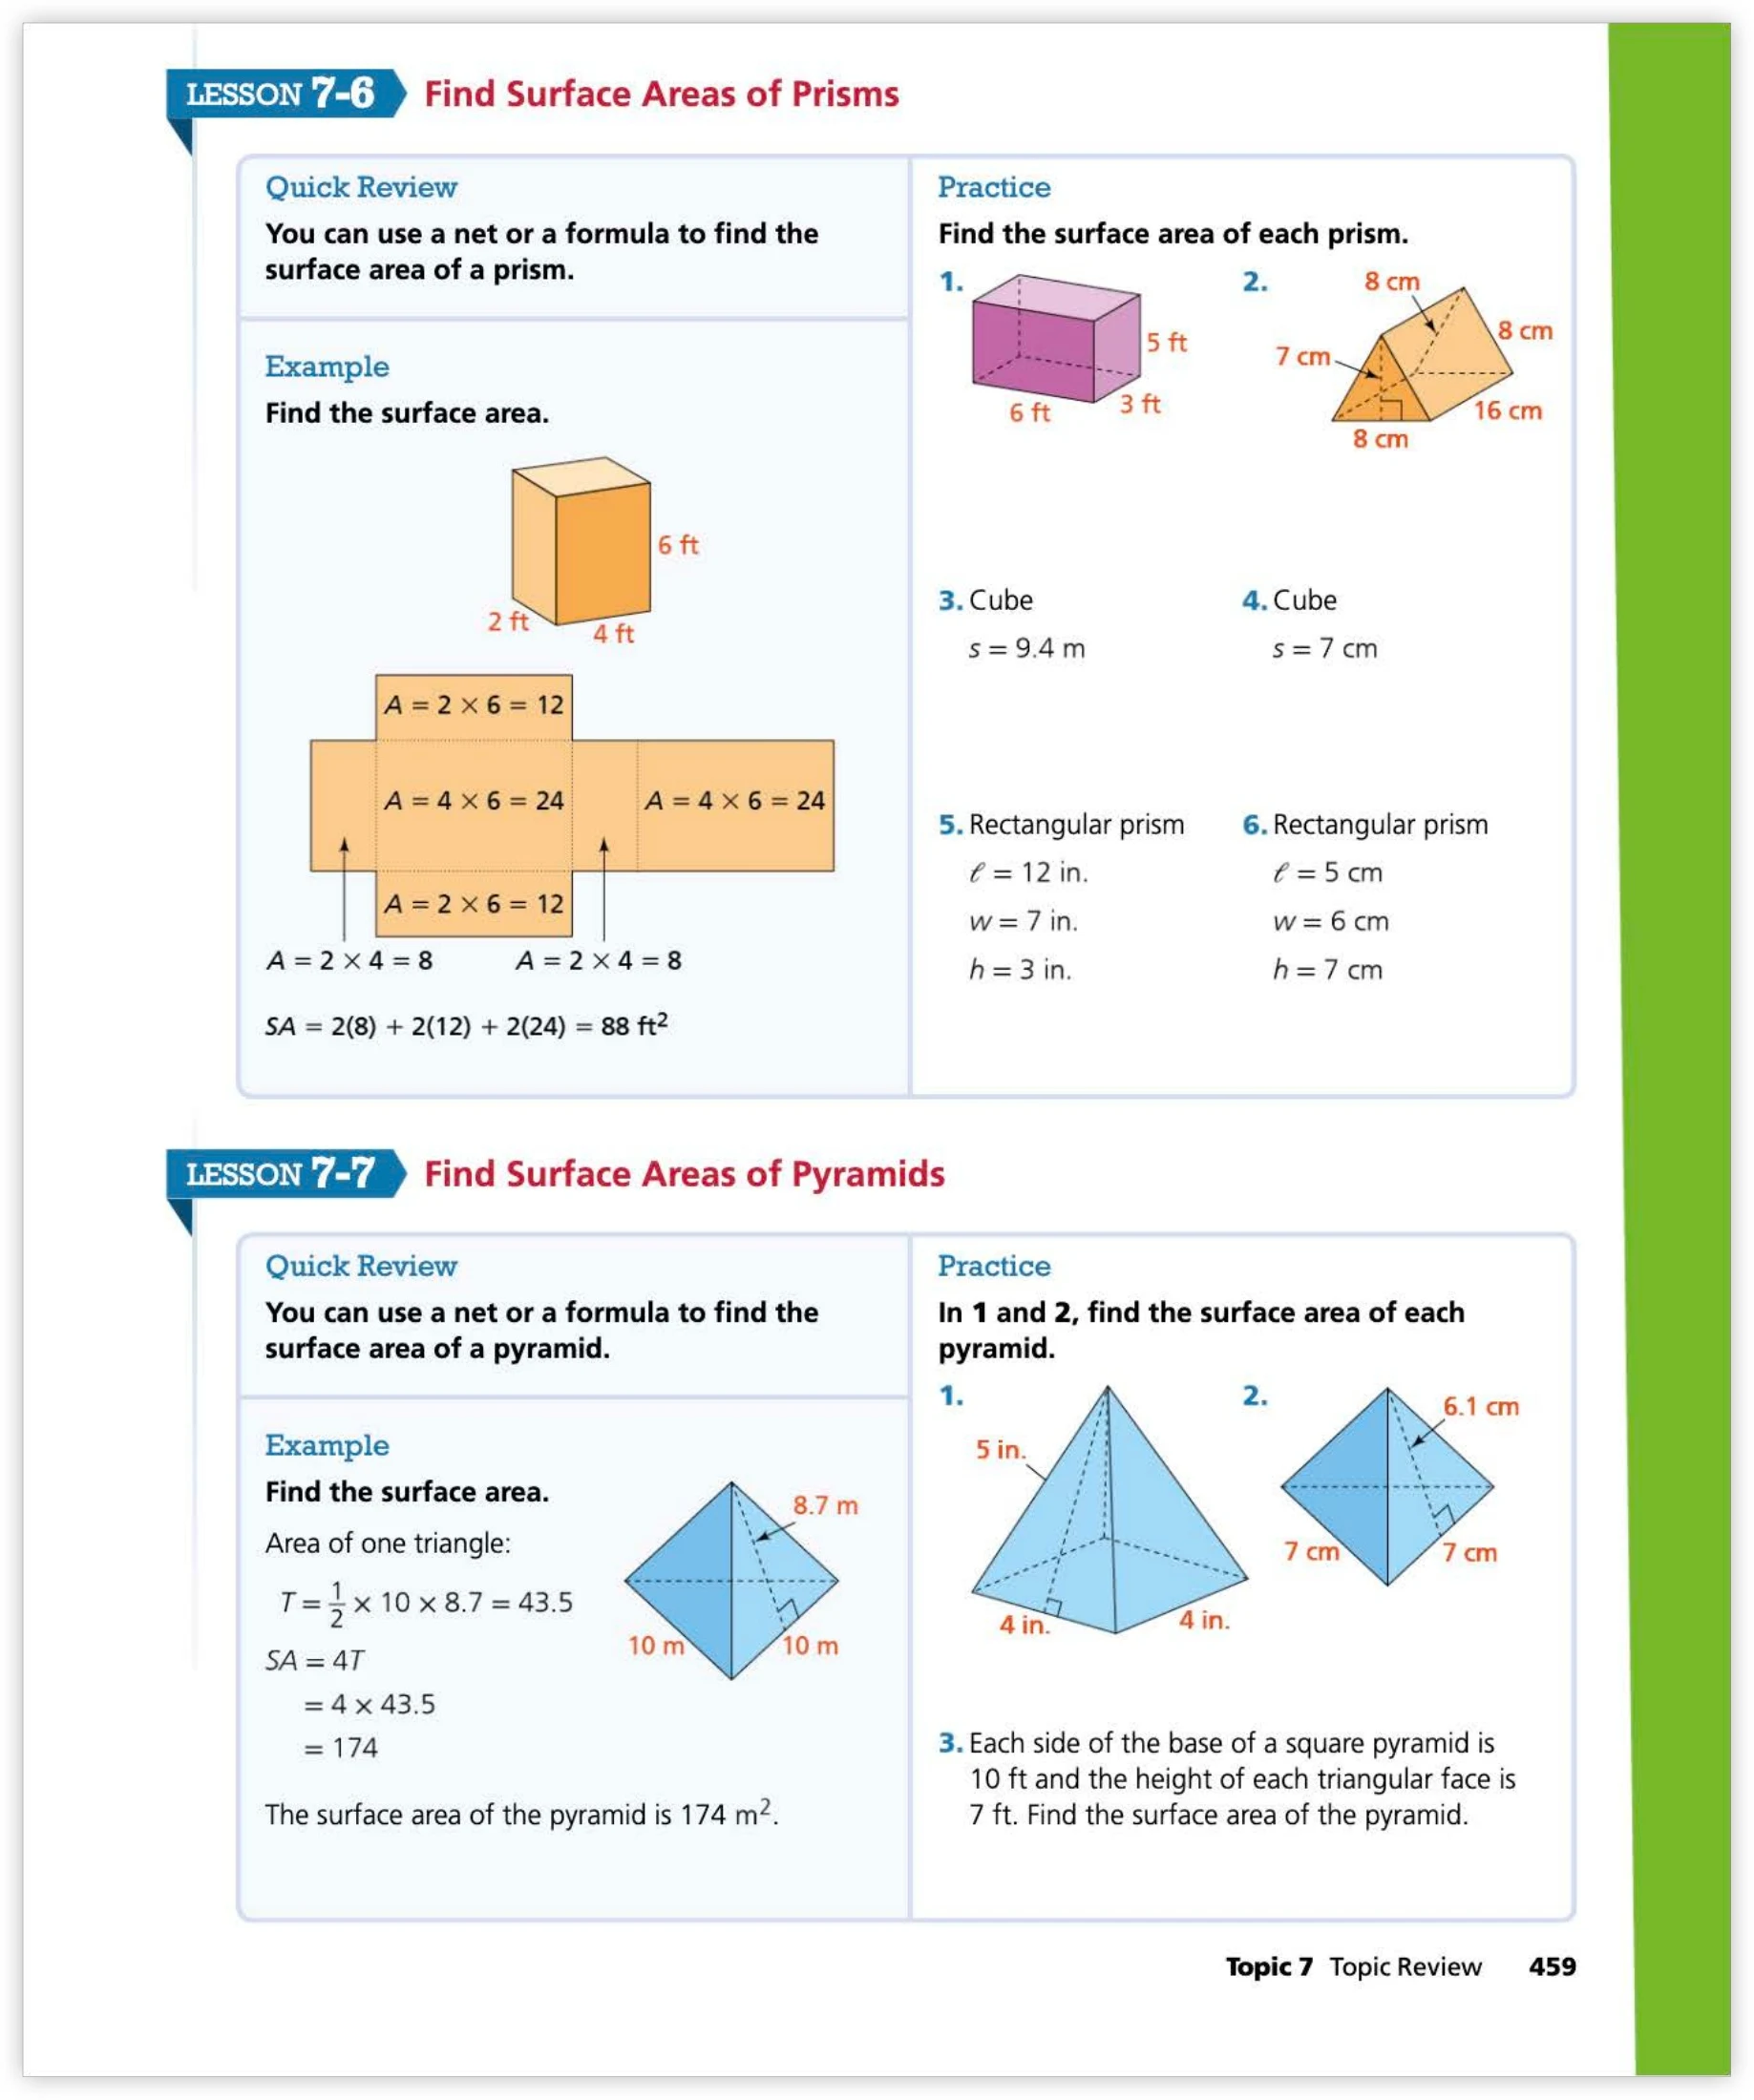 LESSON 7-6 Find Surface Areas of Prisms
Quick Review
You can use a net or a formula to find the
surface area of a prism.
Example
Find the surface area.
6 ft
2 ft
4 ft
A = 2 × 6 = 12
A = 4 × 6 = 24
A = 4 × 6 = 24
A = 2 × 6 = 12
A = 2 × 4 = 8
A = 2 × 4 = 8
SA = 2(8) + 2(12) + 2(24) = 88 ft²
Practice
Find the surface area of each prism.
1.
5 ft
3 ft
6 ft
2.
8 cm
8 cm
7 cm
16 cm
8 cm
3. Cube
s = 9.4 m
4. Cube
s = 7 cm
5. Rectangular prism
ℓ = 12 in.
w = 7 in.
h = 3 in.
6. Rectangular prism
ℓ = 5 cm
w = 6 cm
h = 7 cm
LESSON 7-7 Find Surface Areas of Pyramids
Quick Review
You can use a net or a formula to find the
surface area of a pyramid.
Example
Find the surface area.
Area of one triangle:
T = 1/2 × 10 × 8.7 = 43.5
SA = 4T
= 4 × 43.5
= 174
8.7 m
10 m
10 m
The surface area of the pyramid is 174 m².
Practice
In 1 and 2, find the surface area of each
pyramid.
1.
5 in.
4 in.
4 in.
2.
6.1 cm
7 cm
7 cm
3. Each side of the base of a square pyramid is
10 ft and the height of each triangular face is
7 ft. Find the surface area of the pyramid.
Topic 7 Topic Review 459